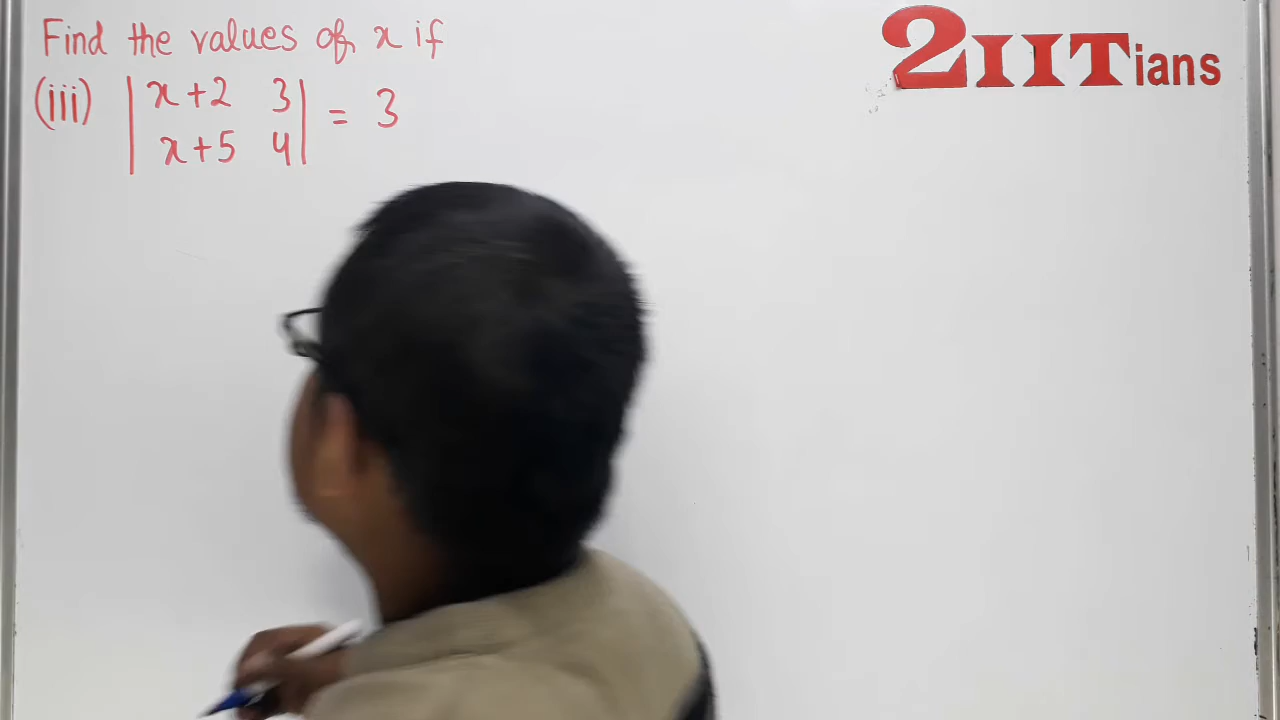 Find the values of x if
2IITians
(iii) | x+2 3 | = 3
| x+5 4 |